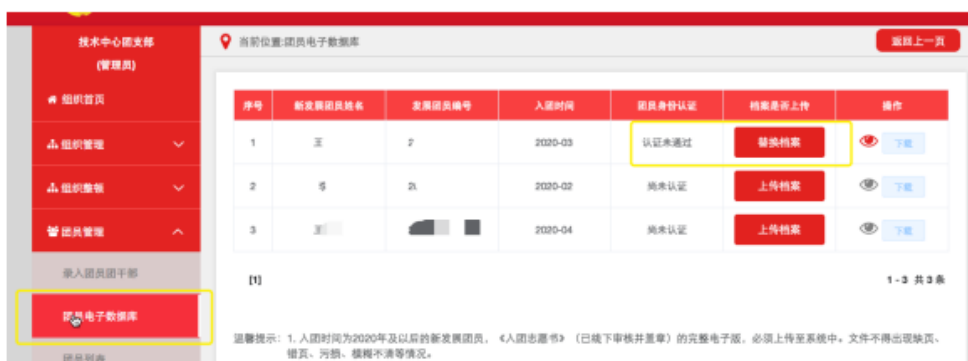 技术中心团支部
(管理员)
当前位置:团员电子数据库
返回上一页
组织首页
组织管理
组织整顿
团员管理
录入团员团干部
团员电子数据库
团员列表
序号 新发展团员姓名 发展团员编号 入团时间 团员身份认证 档案是否上传 操作
1 王 2 2020-03 认证未通过 替换档案 下载
2 2020-02 尚未认证 上传档案 下载
3 王 2020-04 尚未认证 上传档案 下载
[1]
1-3 共3条
温馨提示: 1. 入团时间为2020年及以后的新发展团员，《入团志愿书》（已线下审核并盖章）的完整电子版，必须上传至系统中。文件不得出现缺页、
错页、污损、模糊不清等情况。